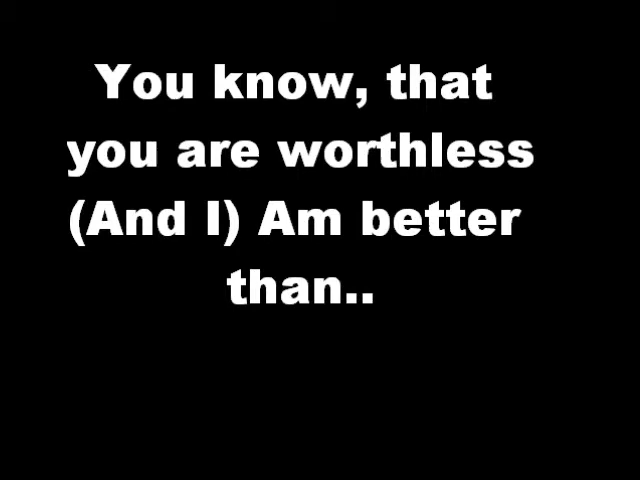 You know, that
you are worthless
(And I) Am better
than..